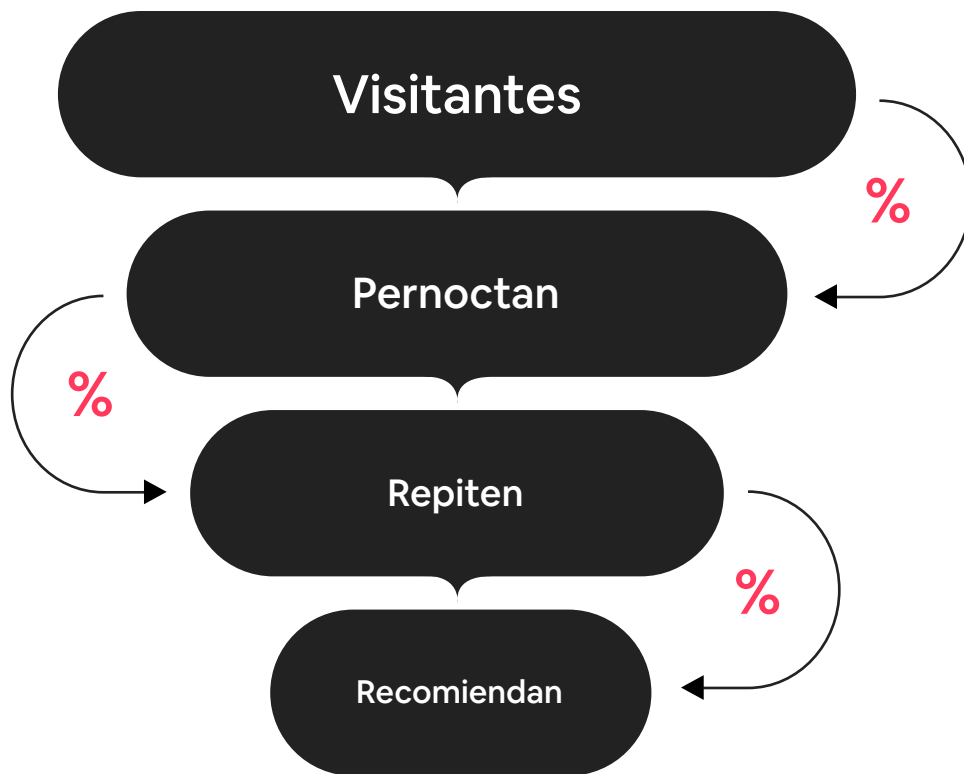 Visitantes
%
Pernoctan
%
Repiten
%
Recomiendan